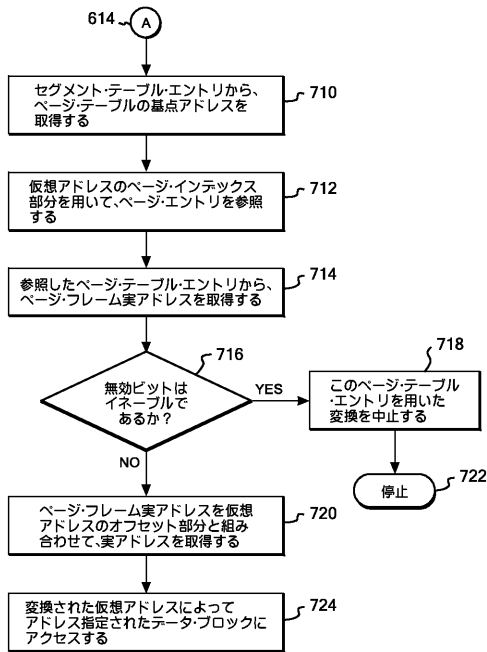 614
A
セグメント・テーブル・エントリから、
ページ・テーブルの基点アドレスを
取得する
710
仮想アドレスのページ・インデックス
部分を用いて、ページ・エントリを参照
する
712
参照したページ・テーブル・エントリから、
ページ・フレーム実アドレスを取得する
714
716
無効ビットは
イネーブルで
あるか？
YES
718
このページ・テーブル
・エントリを用いた
変換を中止する
NO
停止
722
ページ・フレーム実アドレスを仮想
アドレスのオフセット部分と組み
合わせて、実アドレスを取得する
720
変換された仮想アドレスによって
アドレス指定されたデータ・ブロックに
アクセスする
724